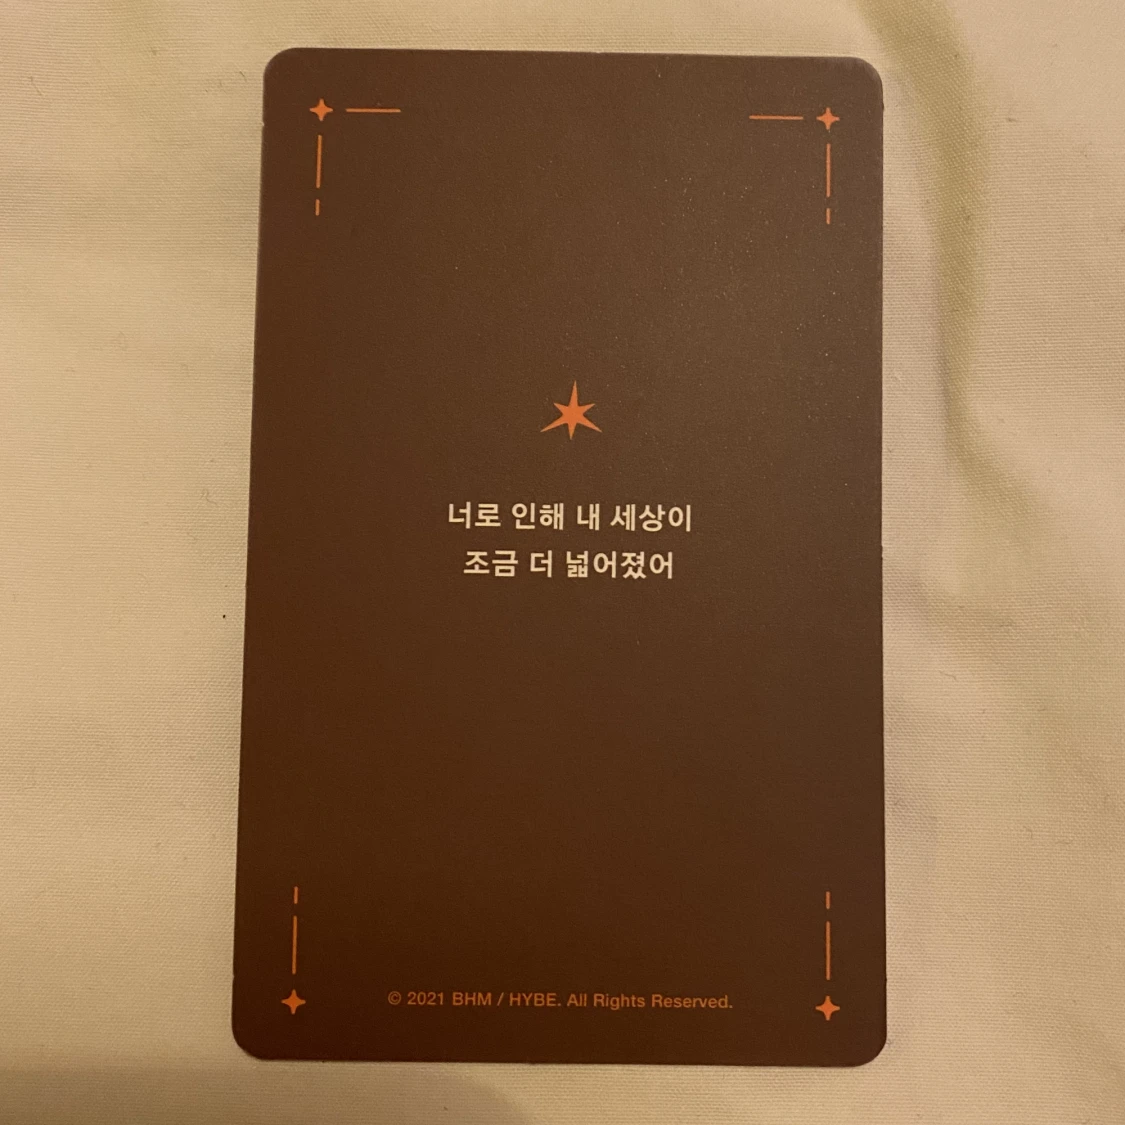 너로 인해 내 세상이
조금 더 넓어졌어
© 2021 BHM / HYBE. All Rights Reserved.